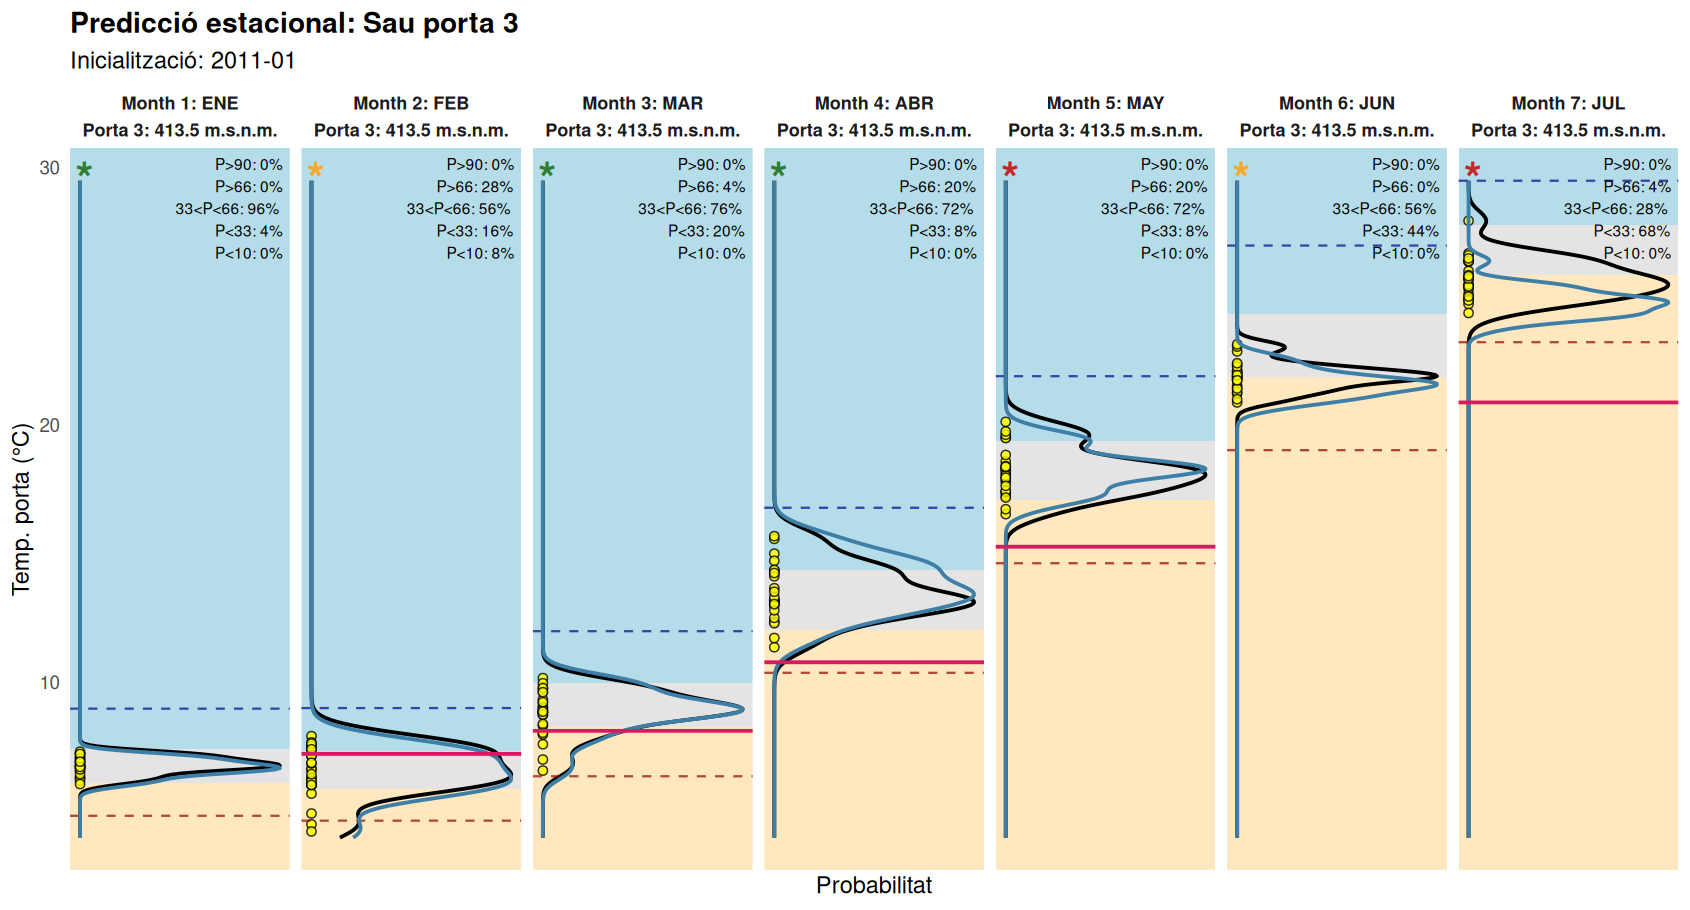 Predicció estacional: Sau porta 3
Inicialització: 2011-01
Month 1: ENE
Porta 3: 413.5 m.s.n.m.
Month 2: FEB
Porta 3: 413.5 m.s.n.m.
Month 3: MAR
Porta 3: 413.5 m.s.n.m.
Month 4: ABR
Porta 3: 413.5 m.s.n.m.
Month 5: MAY
Porta 3: 413.5 m.s.n.m.
Month 6: JUN
Porta 3: 413.5 m.s.n.m.
Month 7: JUL
Porta 3: 413.5 m.s.n.m.
Temp. porta (°C)
30
20
10
*
P>90: 0%
P>66: 0%
33<P<66: 96%
P<33: 4%
P<10: 0%
*
P>90: 0%
P>66: 28%
33<P<66: 56%
P<33: 16%
P<10: 8%
*
P>90: 0%
P>66: 4%
33<P<66: 76%
P<33: 20%
P<10: 0%
*
P>90: 0%
P>66: 20%
33<P<66: 72%
P<33: 8%
P<10: 0%
*
P>90: 0%
P>66: 20%
33<P<66: 72%
P<33: 8%
P<10: 0%
*
P>90: 0%
P>66: 0%
33<P<66: 56%
P<33: 44%
P<10: 0%
*
P>90: 0%
P>66: 4%
33<P<66: 28%
P<33: 68%
P<10: 0%
Probabilitat